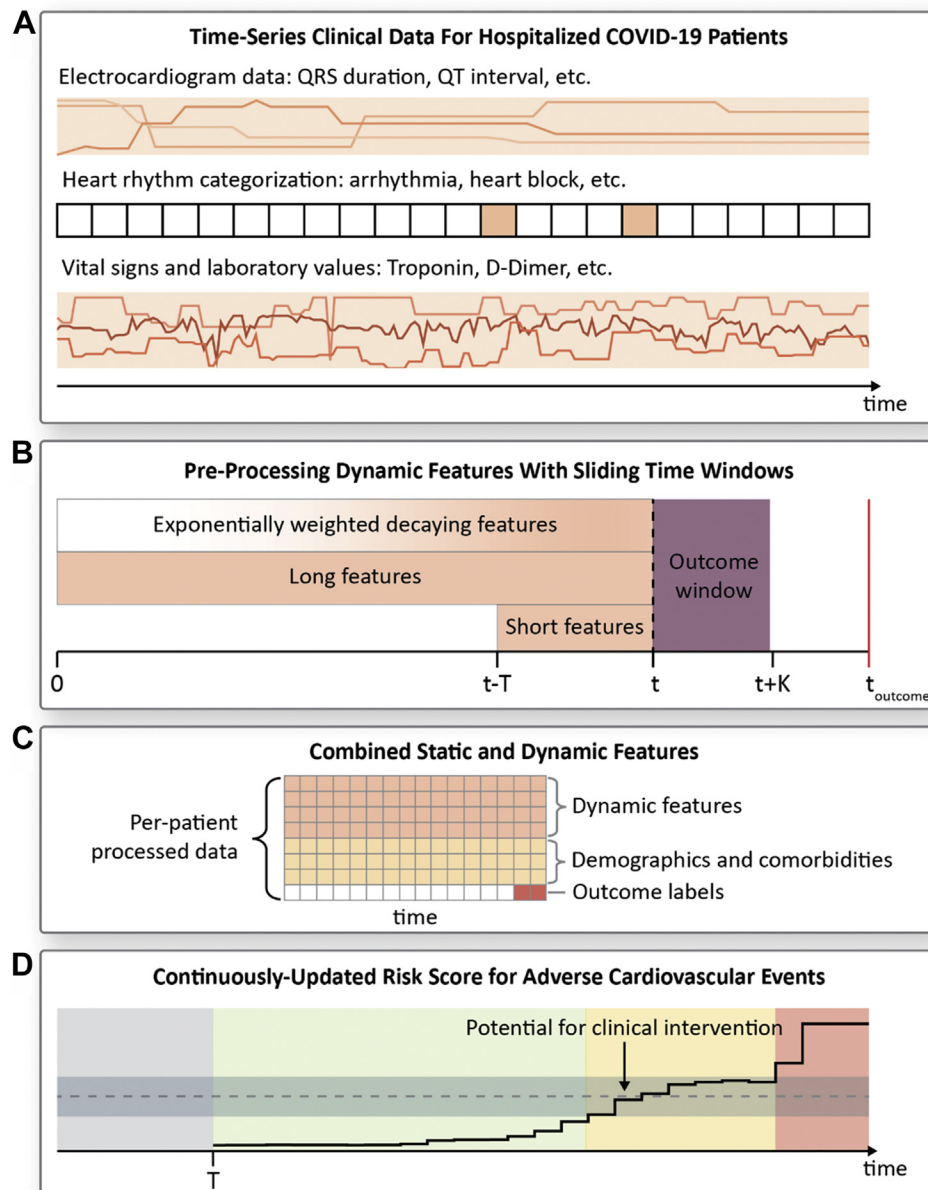 A
Time-Series Clinical Data For Hospitalized COVID-19 Patients
Electrocardiogram data: QRS duration, QT interval, etc.
Heart rhythm categorization: arrhythmia, heart block, etc.
Vital signs and laboratory values: Troponin, D-Dimer, etc.
time
B
Pre-Processing Dynamic Features With Sliding Time Windows
Exponentially weighted decaying features
Long features
Short features
Outcome
window
0
t-T
t
t+K
t outcome
C
Combined Static and Dynamic Features
Per-patient
processed data
Dynamic features
Demographics and comorbidities
Outcome labels
time
D
Continuously-Updated Risk Score for Adverse Cardiovascular Events
Potential for clinical intervention
T
time